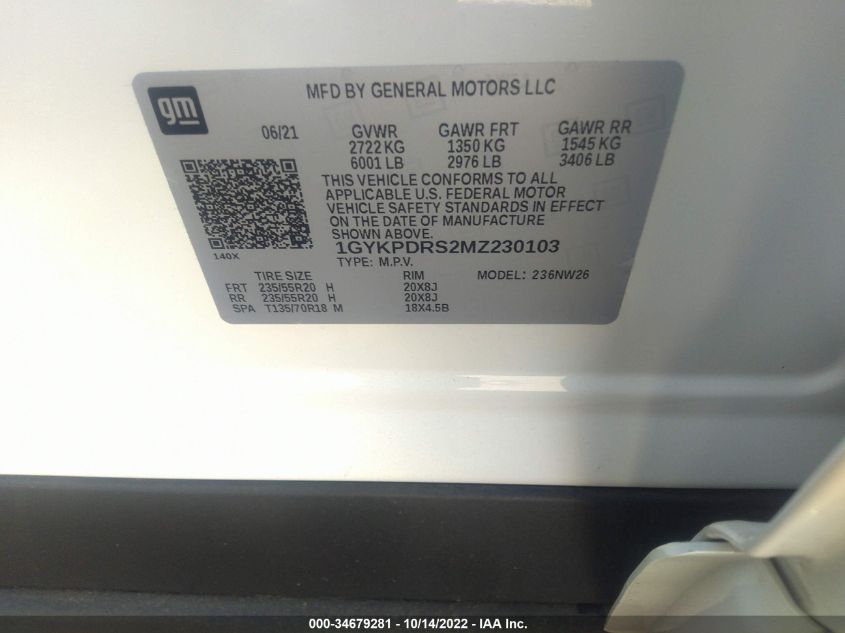 gm
MFD BY GENERAL MOTORS LLC
06/21 GVWR GAWR FRT GAWR RR
2722 KG 1350 KG 1545 KG
6001 LB 2976 LB 3406 LB
THIS VEHICLE CONFORMS TO ALL
APPLICABLE U.S. FEDERAL MOTOR
VEHICLE SAFETY STANDARDS IN EFFECT
ON THE DATE OF MANUFACTURE
SHOWN ABOVE.
1GYKPDRS2MZ230103
140X
TYPE: M.P.V.
TIRE SIZE RIM MODEL: 236NW26
FRT 235/55R20 H 20X8J
RR 235/55R20 H 20X8J
SPA T135/70R18 M 18X4.5B
000-34679281 - 10/14/2022 - IAA Inc.